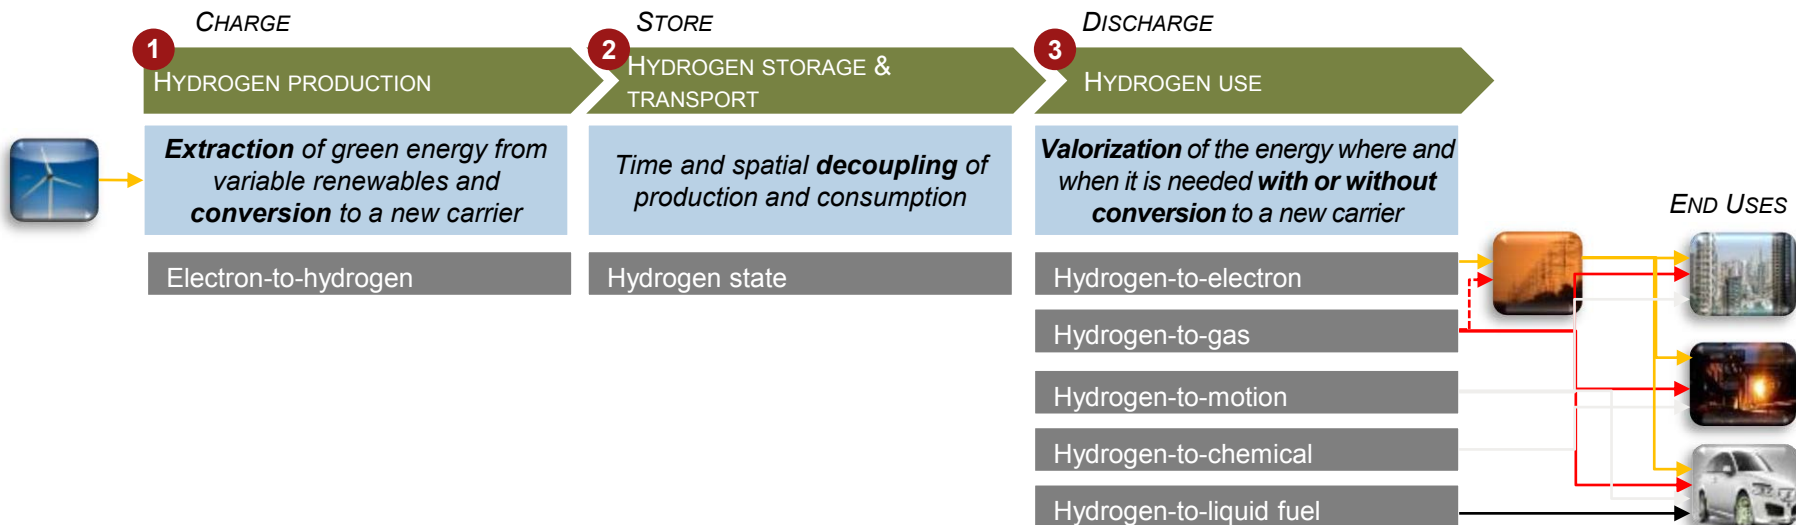 CHARGE
STORE
DISCHARGE
1
2
3
HYDROGEN PRODUCTION
HYDROGEN STORAGE &
TRANSPORT
HYDROGEN USE
Extraction of green energy from
variable renewables and
conversion to a new carrier
Time and spatial decoupling of
production and consumption
Valorization of the energy where and
when it is needed with or without
conversion to a new carrier
END USES
Electron-to-hydrogen
Hydrogen state
Hydrogen-to-electron
Hydrogen-to-gas
Hydrogen-to-motion
Hydrogen-to-chemical
Hydrogen-to-liquid fuel